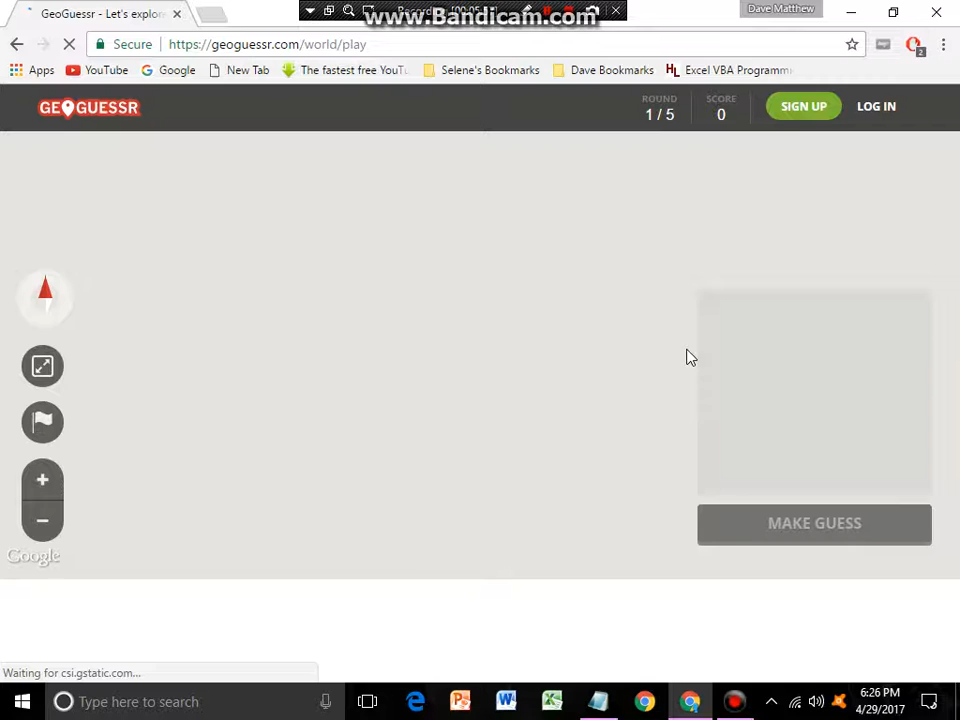 www.Bandicam.com
GeoGuessr - Let's explor
Dave Matthew
Secure
https://geoguessr.com/world/play
2
Apps
YouTube
Google
New Tab
The fastest free YouT
Selene's Bookmarks
Dave Bookmarks
HL
Excel VBA Programm
GEOGUESSR
ROUND
1 / 5
SCORE
0
SIGN UP
LOG IN
+
−
Google
MAKE GUESS
Waiting for csi.gstatic.com...
Type here to search
6:26 PM
4/29/2017